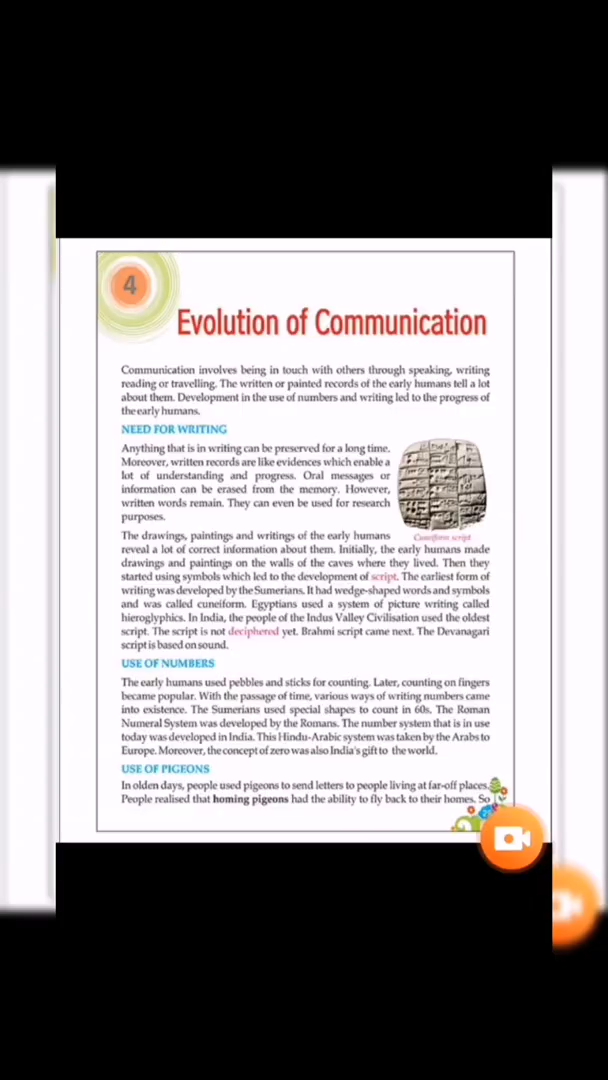 4
Evolution of Communication
Communication involves being in touch with others through speaking, writing
reading or travelling. The written or painted records of the early humans tell a lot
about them. Development in the use of numbers and writing led to the progress of
the early humans.
NEED FOR WRITING
Anything that is in writing can be preserved for a long time.
Moreover, written records are like evidences which enable a
lot of understanding and progress. Oral messages or
information can be erased from the memory. However,
written words remain. They can even be used for research
purposes.
Cuneiform script
The drawings, paintings and writings of the early humans
reveal a lot of correct information about them. Initially, the early humans made
drawings and paintings on the walls of the caves where they lived. Then they
started using symbols which led to the development of script. The earliest form of
writing was developed by the Sumerians. It had wedge-shaped words and symbols
and was called cuneiform. Egyptians used a system of picture writing called
hieroglyphics. In India, the people of the Indus Valley Civilisation used the oldest
script. The script is not deciphered yet. Brahmi script came next. The Devanagari
script is based on sound.
USE OF NUMBERS
The early humans used pebbles and sticks for counting. Later, counting on fingers
became popular. With the passage of time, various ways of writing numbers came
into existence. The Sumerians used special shapes to count in 60s. The Roman
Numeral System was developed by the Romans. The number system that is in use
today was developed in India. This Hindu-Arabic system was taken by the Arabs to
Europe. Moreover, the concept of zero was also India's gift to the world.
USE OF PIGEONS
In olden days, people used pigeons to send letters to people living at far-off places.
People realised that homing pigeons had the ability to fly back to their homes. So